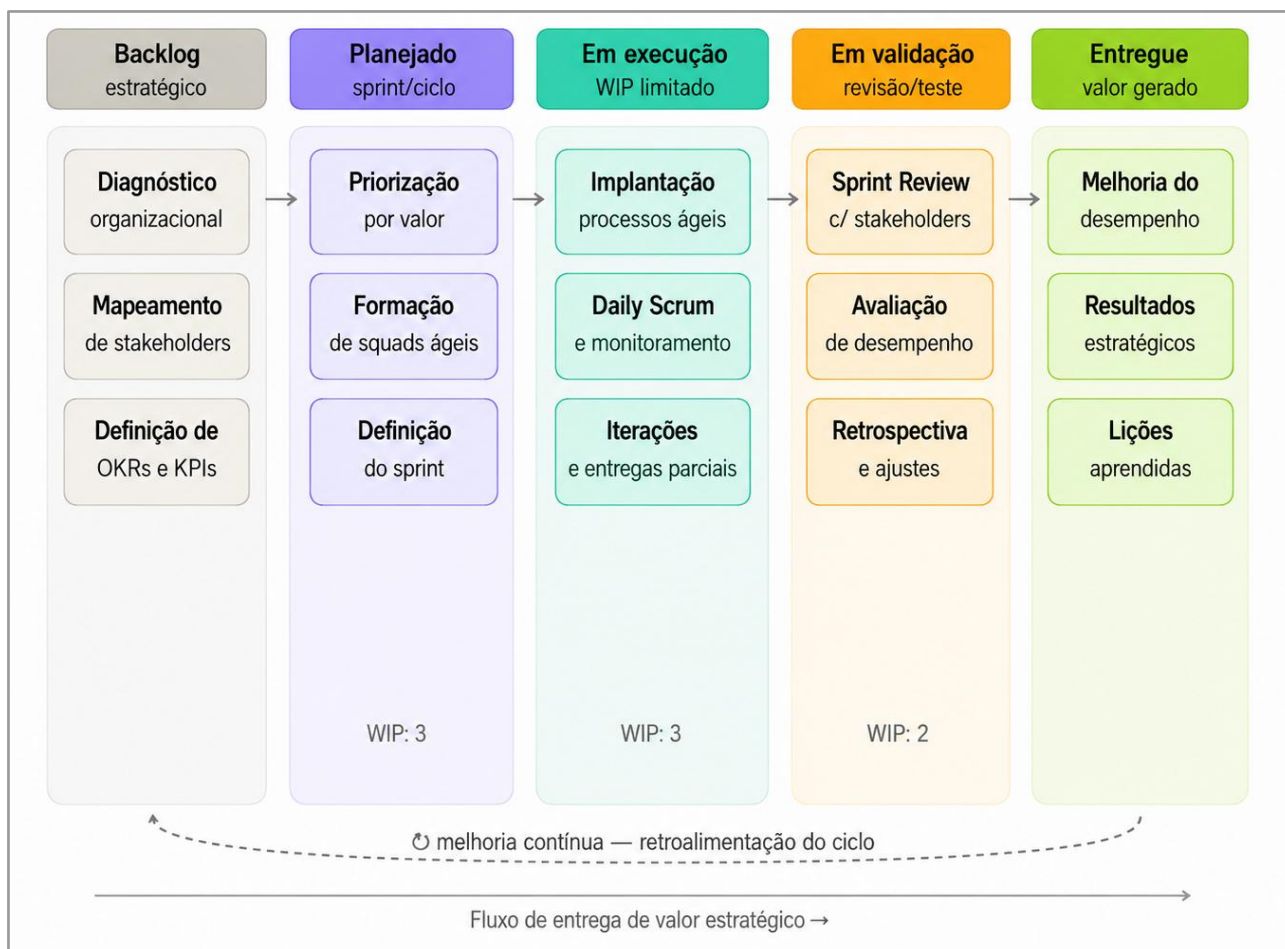 Backlog
estratégico
Planejado
sprint/ciclo
Em execução
WIP limitado
Em validação
revisão/teste
Entregue
valor gerado
Diagnóstico
organizacional
→
Priorização
por valor
→
Implantação
processos ágeis
→
Sprint Review
c/ stakeholders
→
Melhoria do
desempenho
Mapeamento
de stakeholders
Formação
de squads ágeis
Daily Scrum
e monitoramento
Avaliação
de desempenho
Resultados
estratégicos
Definição de
OKRs e KPIs
Definição
do sprint
Iterações
e entregas parciais
Retrospectiva
e ajustes
Lições
aprendidas
WIP: 3
WIP: 3
WIP: 2
↻ melhoria contínua — retroalimentação do ciclo
Fluxo de entrega de valor estratégico →